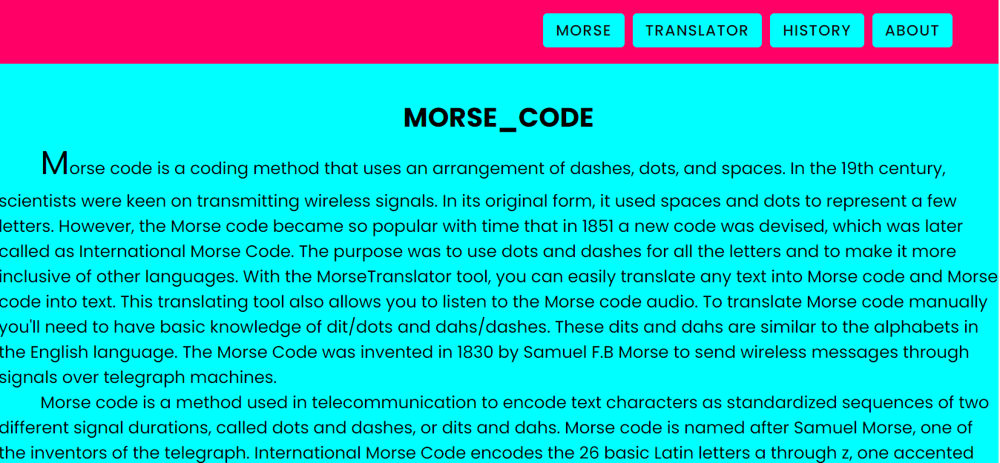 MORSE TRANSLATOR HISTORY ABOUT
MORSE_CODE
Morse code is a coding method that uses an arrangement of dashes, dots, and spaces. In the 19th century,
scientists were keen on transmitting wireless signals. In its original form, it used spaces and dots to represent a few
letters. However, the Morse code became so popular with time that in 1851 a new code was devised, which was later
called as International Morse Code. The purpose was to use dots and dashes for all the letters and to make it more
inclusive of other languages. With the MorseTranslator tool, you can easily translate any text into Morse code and Morse
code into text. This translating tool also allows you to listen to the Morse code audio. To translate Morse code manually
you'll need to have basic knowledge of dit/dots and dahs/dashes. These dits and dahs are similar to the alphabets in
the English language. The Morse Code was invented in 1830 by Samuel F.B Morse to send wireless messages through
signals over telegraph machines.
Morse code is a method used in telecommunication to encode text characters as standardized sequences of two
different signal durations, called dots and dashes, or dits and dahs. Morse code is named after Samuel Morse, one of
the inventors of the telegraph. International Morse Code encodes the 26 basic Latin letters a through z, one accented